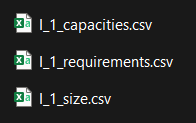 I_1_capacities.csv
I_1_requirements.csv
I_1_size.csv